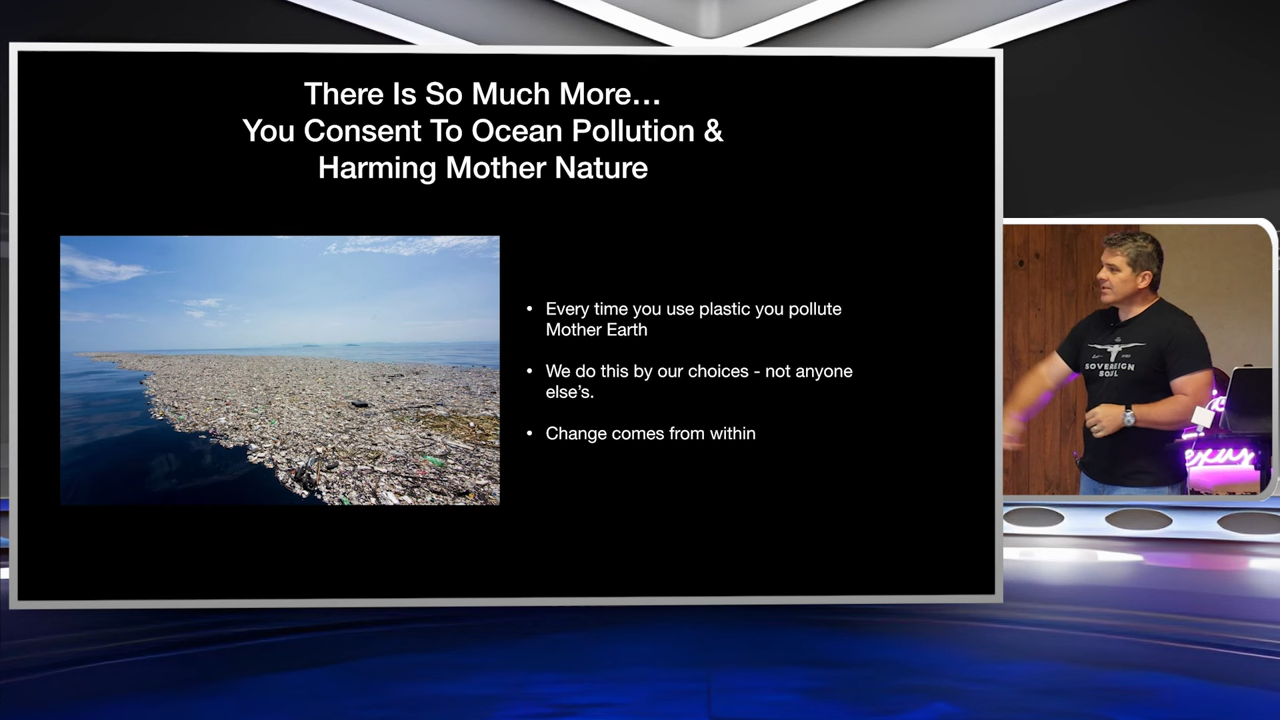 There Is So Much More…
You Consent To Ocean Pollution &
Harming Mother Nature
• Every time you use plastic you pollute
Mother Earth
• We do this by our choices - not anyone
else’s.
• Change comes from within
SOVEREIGN
SOUL